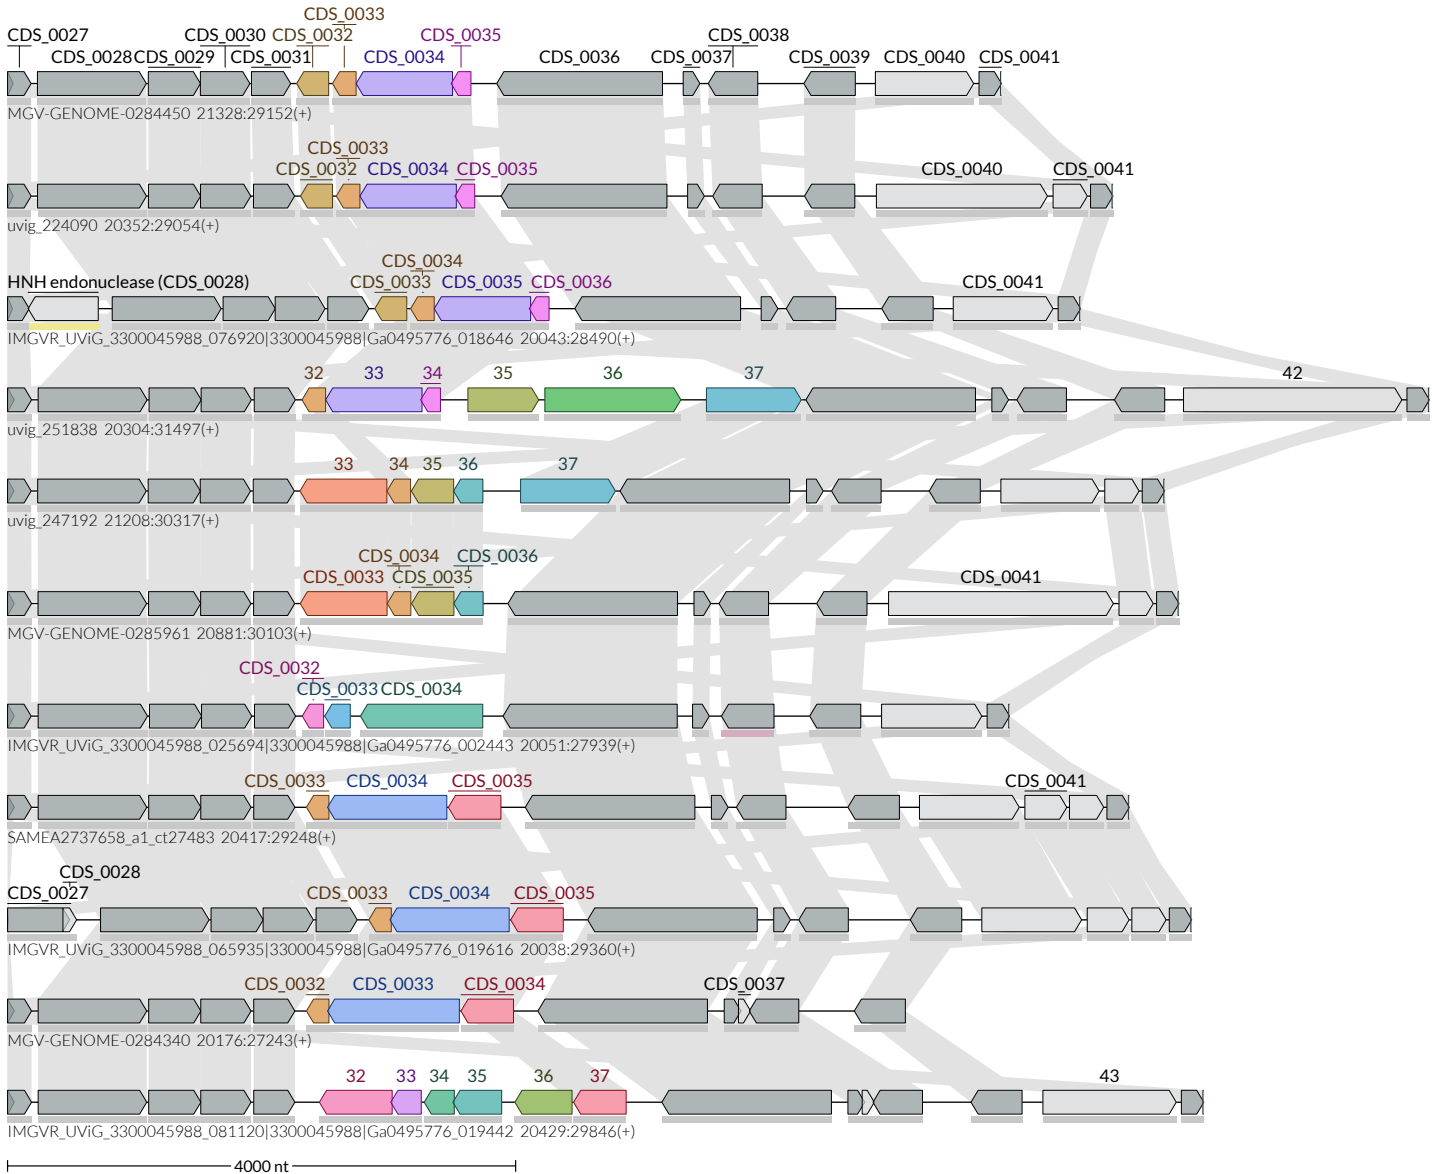 CDS_0033
CDS_0027 CDS_0030 CDS_0032 CDS_0035 CDS_0038
CDS_0028 CDS_0029 CDS_0031 CDS_0034 CDS_0036 CDS_0037 CDS_0039 CDS_0040 CDS_0041
MGV-GENOME-0284450 21328:29152(+)
CDS_0033
CDS_0032 CDS_0034 CDS_0035 CDS_0040 CDS_0041
uvig_224090 20352:29054(+)
CDS_0034
HNH endonuclease (CDS_0028) CDS_0033 CDS_0035 CDS_0036 CDS_0041
IMGVR_UViG_3300045988_076920|3300045988|Ga0495776_018646 20043:28490(+)
32 33 34 35 36 37 42
uvig_251838 20304:31497(+)
33 34 35 36 37
uvig_247192 21208:30317(+)
CDS_0034 CDS_0036
CDS_0033 CDS_0035 CDS_0041
MGV-GENOME-0285961 20881:30103(+)
CDS_0032
CDS_0033 CDS_0034
IMGVR_UViG_3300045988_025694|3300045988|Ga0495776_002443 20051:27939(+)
CDS_0033 CDS_0034 CDS_0035 CDS_0041
SAMEA2737658_a1_ct27483 20417:29248(+)
CDS_0028
CDS_0027 CDS_0033 CDS_0034 CDS_0035
IMGVR_UViG_3300045988_065935|3300045988|Ga0495776_019616 20038:29360(+)
CDS_0032 CDS_0033 CDS_0034 CDS_0037
MGV-GENOME-0284340 20176:27243(+)
32 33 34 35 36 37 43
IMGVR_UViG_3300045988_081120|3300045988|Ga0495776_019442 20429:29846(+)
4000 nt